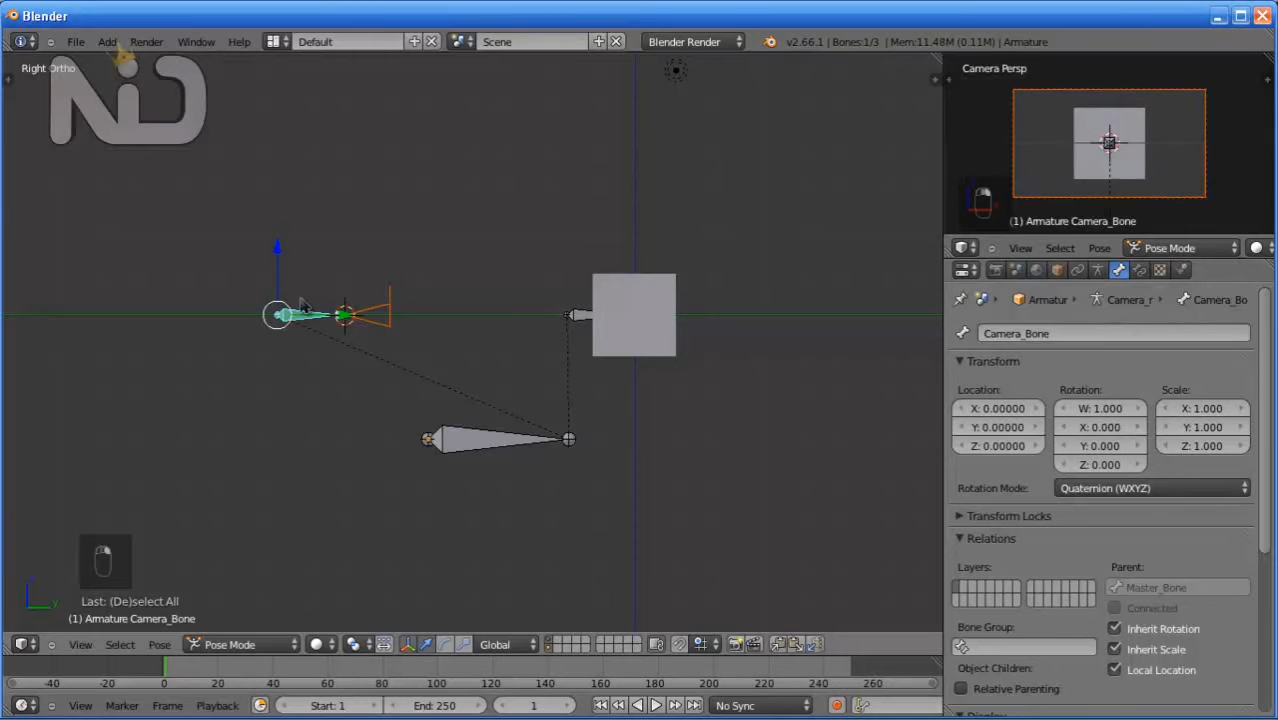 Blender
File Add Render Window Help Default Scene Blender Render v2.66.1 | Bones:1/3 | Mem:11.48M (0.11M) | Armature
Right Ortho
ND
Camera Persp
(1) Armature Camera_Bone
View Select Pose Pose Mode
Armatur Camera_r Camera_Bo
Camera_Bone
Transform
Location: Rotation: Scale:
X: 0.00000 W: 1.000 X: 1.000
Y: 0.00000 X: 0.000 Y: 1.000
Z: 0.00000 Y: 0.000 Z: 1.000
Z: 0.000
Rotation Mode: Quaternion (WXYZ)
Transform Locks
Relations
Layers: Parent:
Master_Bone
Connected
Bone Group: Inherit Rotation
Inherit Scale
Object Children: Local Location
Relative Parenting
Display
y
Last: (De)select All
(1) Armature Camera_Bone
View Select Pose Pose Mode Global
-40 -20 0 20 40 60 80 100 120 140 160 180 200 220 240 260
View Marker Frame Playback Start: 1 End: 250 1 No Sync